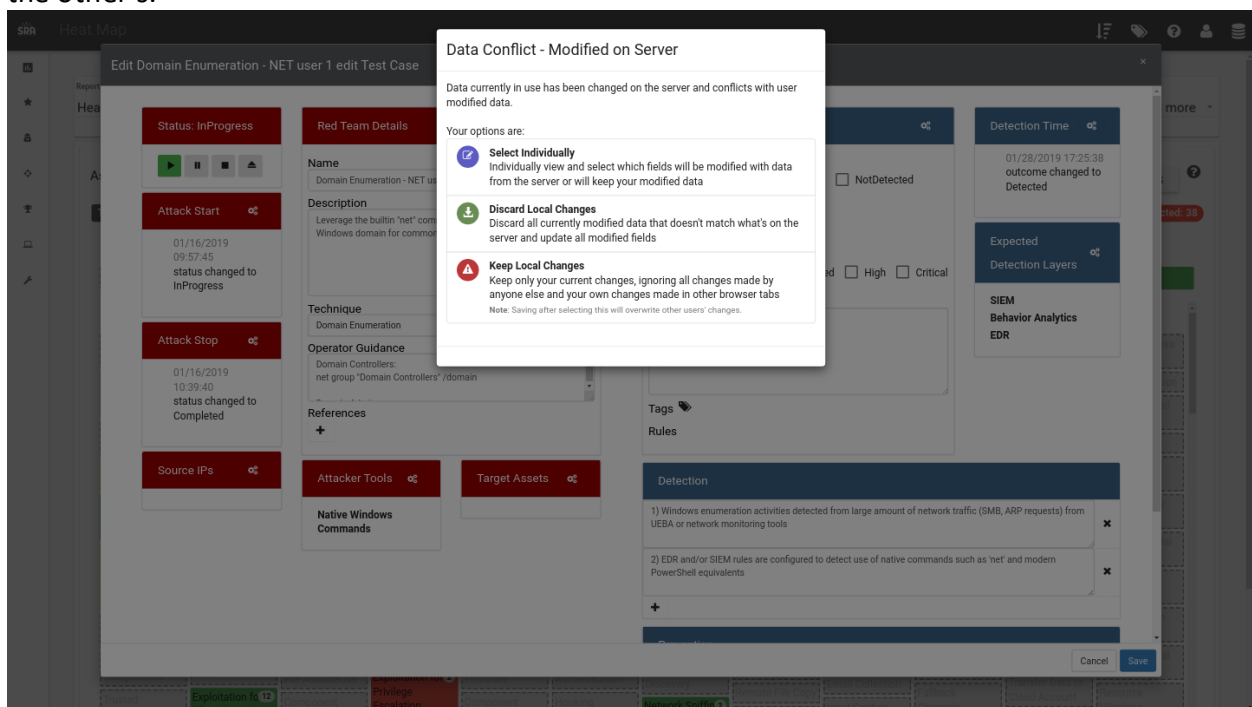 SRA Heat Map
Edit Domain Enumeration - NET user 1 edit Test Case
×
Report
Hea
more
Status: InProgress
Attack Start
01/16/2019
09:57:45
status changed to
InProgress
Attack Stop
01/16/2019
10:39:40
status changed to
Completed
Source IPs
Red Team Details
Name
Domain Enumeration - NET us
Description
Leverage the builtin "net" com
Windows domain for common
Technique
Domain Enumeration
Operator Guidance
Domain Controllers:
net group "Domain Controllers" /domain
References
+
Attacker Tools
Native Windows
Commands
Target Assets
Data Conflict - Modified on Server
Data currently in use has been changed on the server and conflicts with user
modified data.
Your options are:
Select Individually
Individually view and select which fields will be modified with data
from the server or will keep your modified data
Discard Local Changes
Discard all currently modified data that doesn't match what's on the
server and update all modified fields
Keep Local Changes
Keep only your current changes, ignoring all changes made by
anyone else and your own changes made in other browser tabs
Note: Saving after selecting this will overwrite other users' changes.
NotDetected
ed High Critical
Tags
Rules
Detection Time
01/28/2019 17:25:38
outcome changed to
Detected
Expected
Detection Layers
SIEM
Behavior Analytics
EDR
cted: 38
Detection
1) Windows enumeration activities detected from large amount of network traffic (SMB, ARP requests) from
UEBA or network monitoring tools
2) EDR and/or SIEM rules are configured to detect use of native commands such as 'net' and modern
PowerShell equivalents
+
Cancel Save
Exploitation fo 12
Privilege
Escalation
Network Sniffin